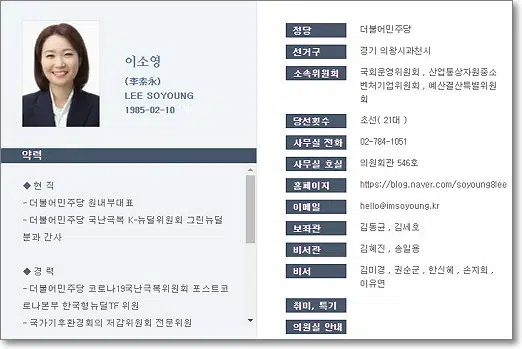 이소영
(李素永)
LEE SOYOUNG
1985-02-10
약력
◆ 현 직
- 더불어민주당 원내부대표
- 더불어민주당 국난극복 K-뉴딜위원회 그린뉴딜
분과 간사
◆ 경 력
- 더불어민주당 코로나19국난극복위원회 포스트코
로나본부 한국형뉴딜TF 위원
- 국가기후환경회의 저감위원회 전문위원
정당 더불어민주당
선거구 경기 의왕시과천시
소속위원회 국회운영위원회 , 산업통상자원중소
벤처기업위원회 , 예산결산특별위원
회
당선횟수 초선( 21대 )
사무실 전화 02-784-1051
사무실 호실 의원회관 546호
홈페이지 https://blog.naver.com/soyoung8lee
이메일 hello@imsoyoung.kr
보좌관 김동균 , 김세호
비서관 김혜진 , 송일웅
비서 김미경 , 권순군 , 한신혜 , 손지희 ,
이유연
취미, 특기
의원실 안내